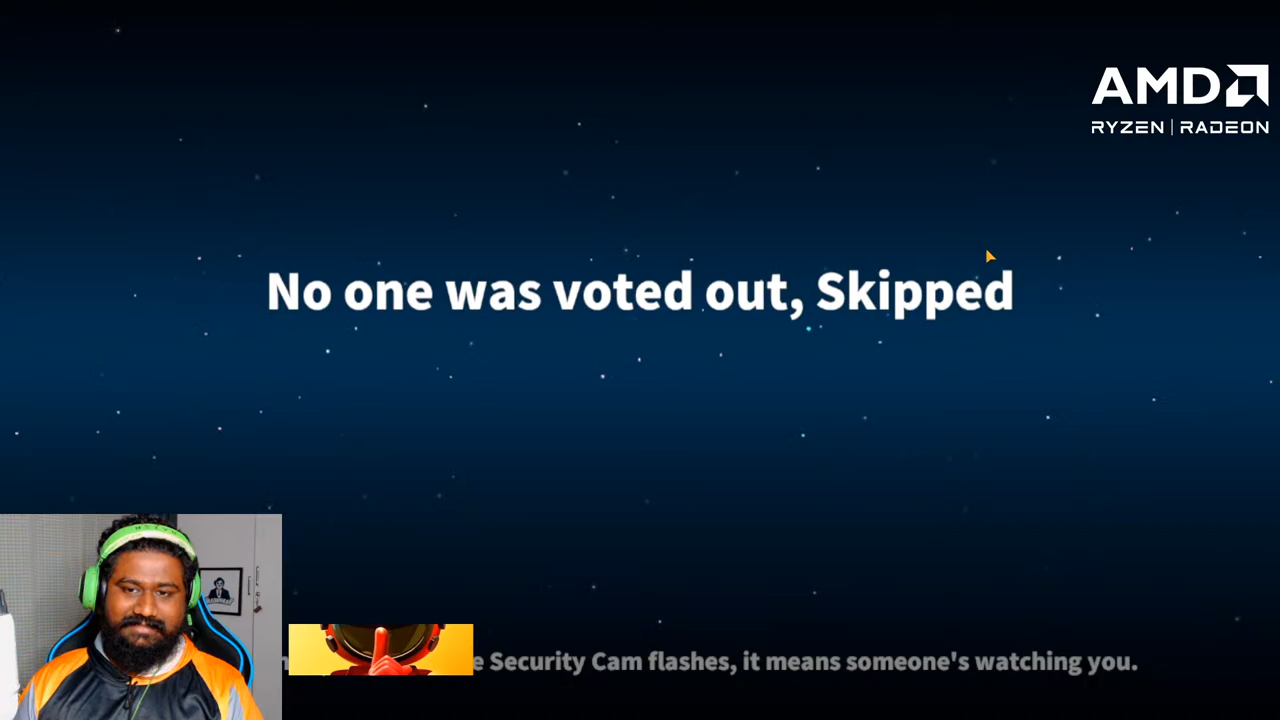 AMD
RYZEN | RADEON
No one was voted out, Skipped
Security Cam flashes, it means someone's watching you.